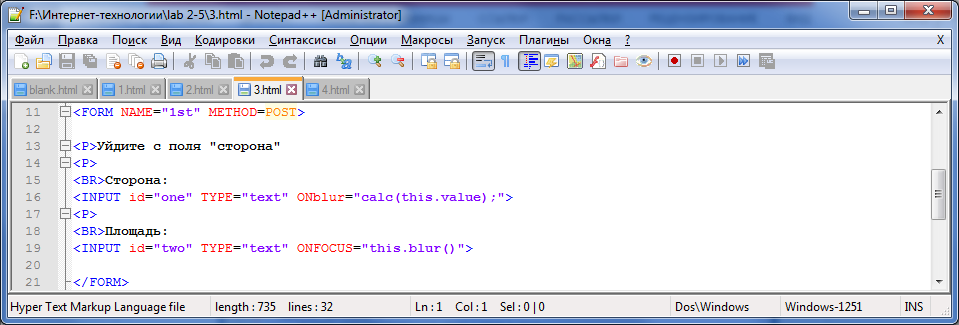 F:\Интернет-технологии\lab 2-5\3.html - Notepad++ [Administrator]
Файл Правка Поиск Вид Кодировки Синтаксисы Опции Макросы Запуск Плагины Окна ? X
blank.html 1.html 2.html 3.html 4.html
11 <FORM NAME="1st" METHOD=POST>
12
13 <P>Уйдите с поля "сторона"
14 <P>
15 <BR>Сторона:
16 <INPUT id="one" TYPE="text" ONblur="calc(this.value);">
17 <P>
18 <BR>Площадь:
19 <INPUT id="two" TYPE="text" ONFOCUS="this.blur()">
20
21 </FORM>
Hyper Text Markup Language file length : 735 lines : 32 Ln : 1 Col : 1 Sel : 0 | 0 Dos\Windows Windows-1251 INS